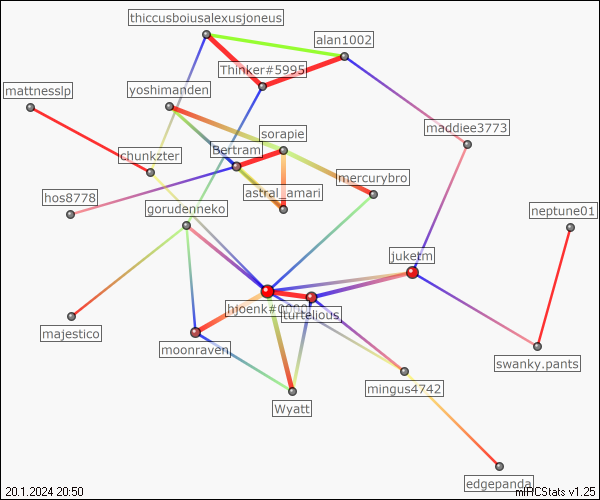 thiccusboiusalexusjoneus
alan1002
Thinker#5995
mattnesslp
yoshimanden
maddiee3773
sorapie
Bertram
chunkzter
mercurybro
hos8778
astral_amari
gorudenneko
neptune01
juketm
hjoenk#0000
turtelious
majestico
moonraven
swanky.pants
mingus4742
Wyatt
edgepanda
20.1.2024 20:50
mIRCStats v1.25